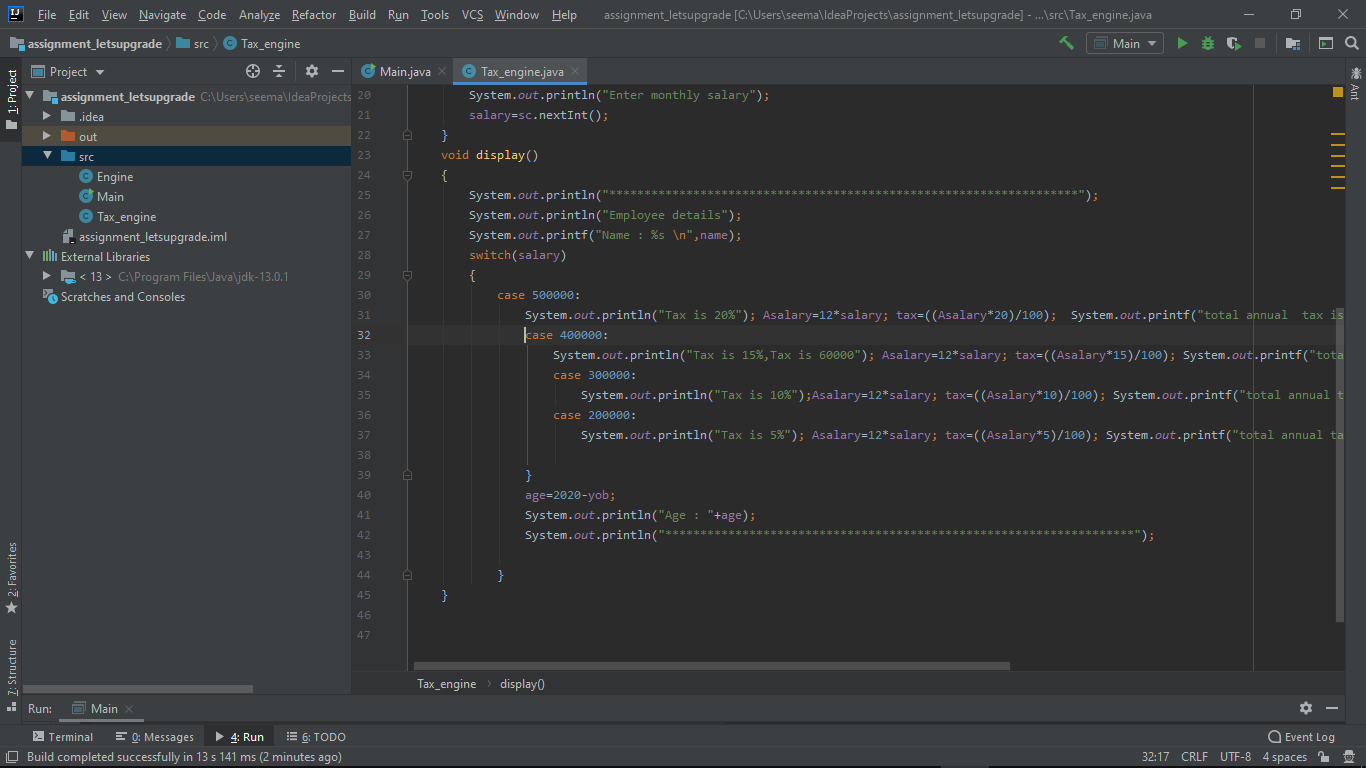 File Edit View Navigate Code Analyze Refactor Build Run Tools VCS Window Help assignment_letsupgrade [C:\Users\seema\IdeaProjects\assignment_letsupgrade] - ...\src\Tax_engine.java
assignment_letsupgrade src Tax_engine Main
Project
Main.java
Tax_engine.java
1: Project
Ant
assignment_letsupgrade C:\Users\seema\IdeaProjects
.idea
out
src
Engine
Main
Tax_engine
assignment_letsupgrade.iml
External Libraries
< 13 > C:\Program Files\Java\jdk-13.0.1
Scratches and Consoles
2: Favorites
7: Structure
20 System.out.println("Enter monthly salary");
21 salary=sc.nextInt();
22 }
23 void display()
24 {
25 System.out.println("*******************************************************************");
26 System.out.println("Employee details");
27 System.out.printf("Name : %s \n",name);
28 switch(salary)
29 {
30 case 500000:
31 System.out.println("Tax is 20%"); Asalary=12*salary; tax=((Asalary*20)/100);  System.out.printf("total annual  tax is
32 case 400000:
33 System.out.println("Tax is 15%,Tax is 60000"); Asalary=12*salary; tax=((Asalary*15)/100); System.out.printf("tota
34 case 300000:
35 System.out.println("Tax is 10%");Asalary=12*salary; tax=((Asalary*10)/100); System.out.printf("total annual t
36 case 200000:
37 System.out.println("Tax is 5%"); Asalary=12*salary; tax=((Asalary*5)/100); System.out.printf("total annual ta
38
39 }
40 age=2020-yob;
41 System.out.println("Age : "+age);
42 System.out.println("*******************************************************************");
43
44 }
45 }
46
47
Tax_engine display()
Run: Main
Terminal 0: Messages 4: Run 6: TODO Event Log
Build completed successfully in 13 s 141 ms (2 minutes ago) 32:17 CRLF UTF-8 4 spaces